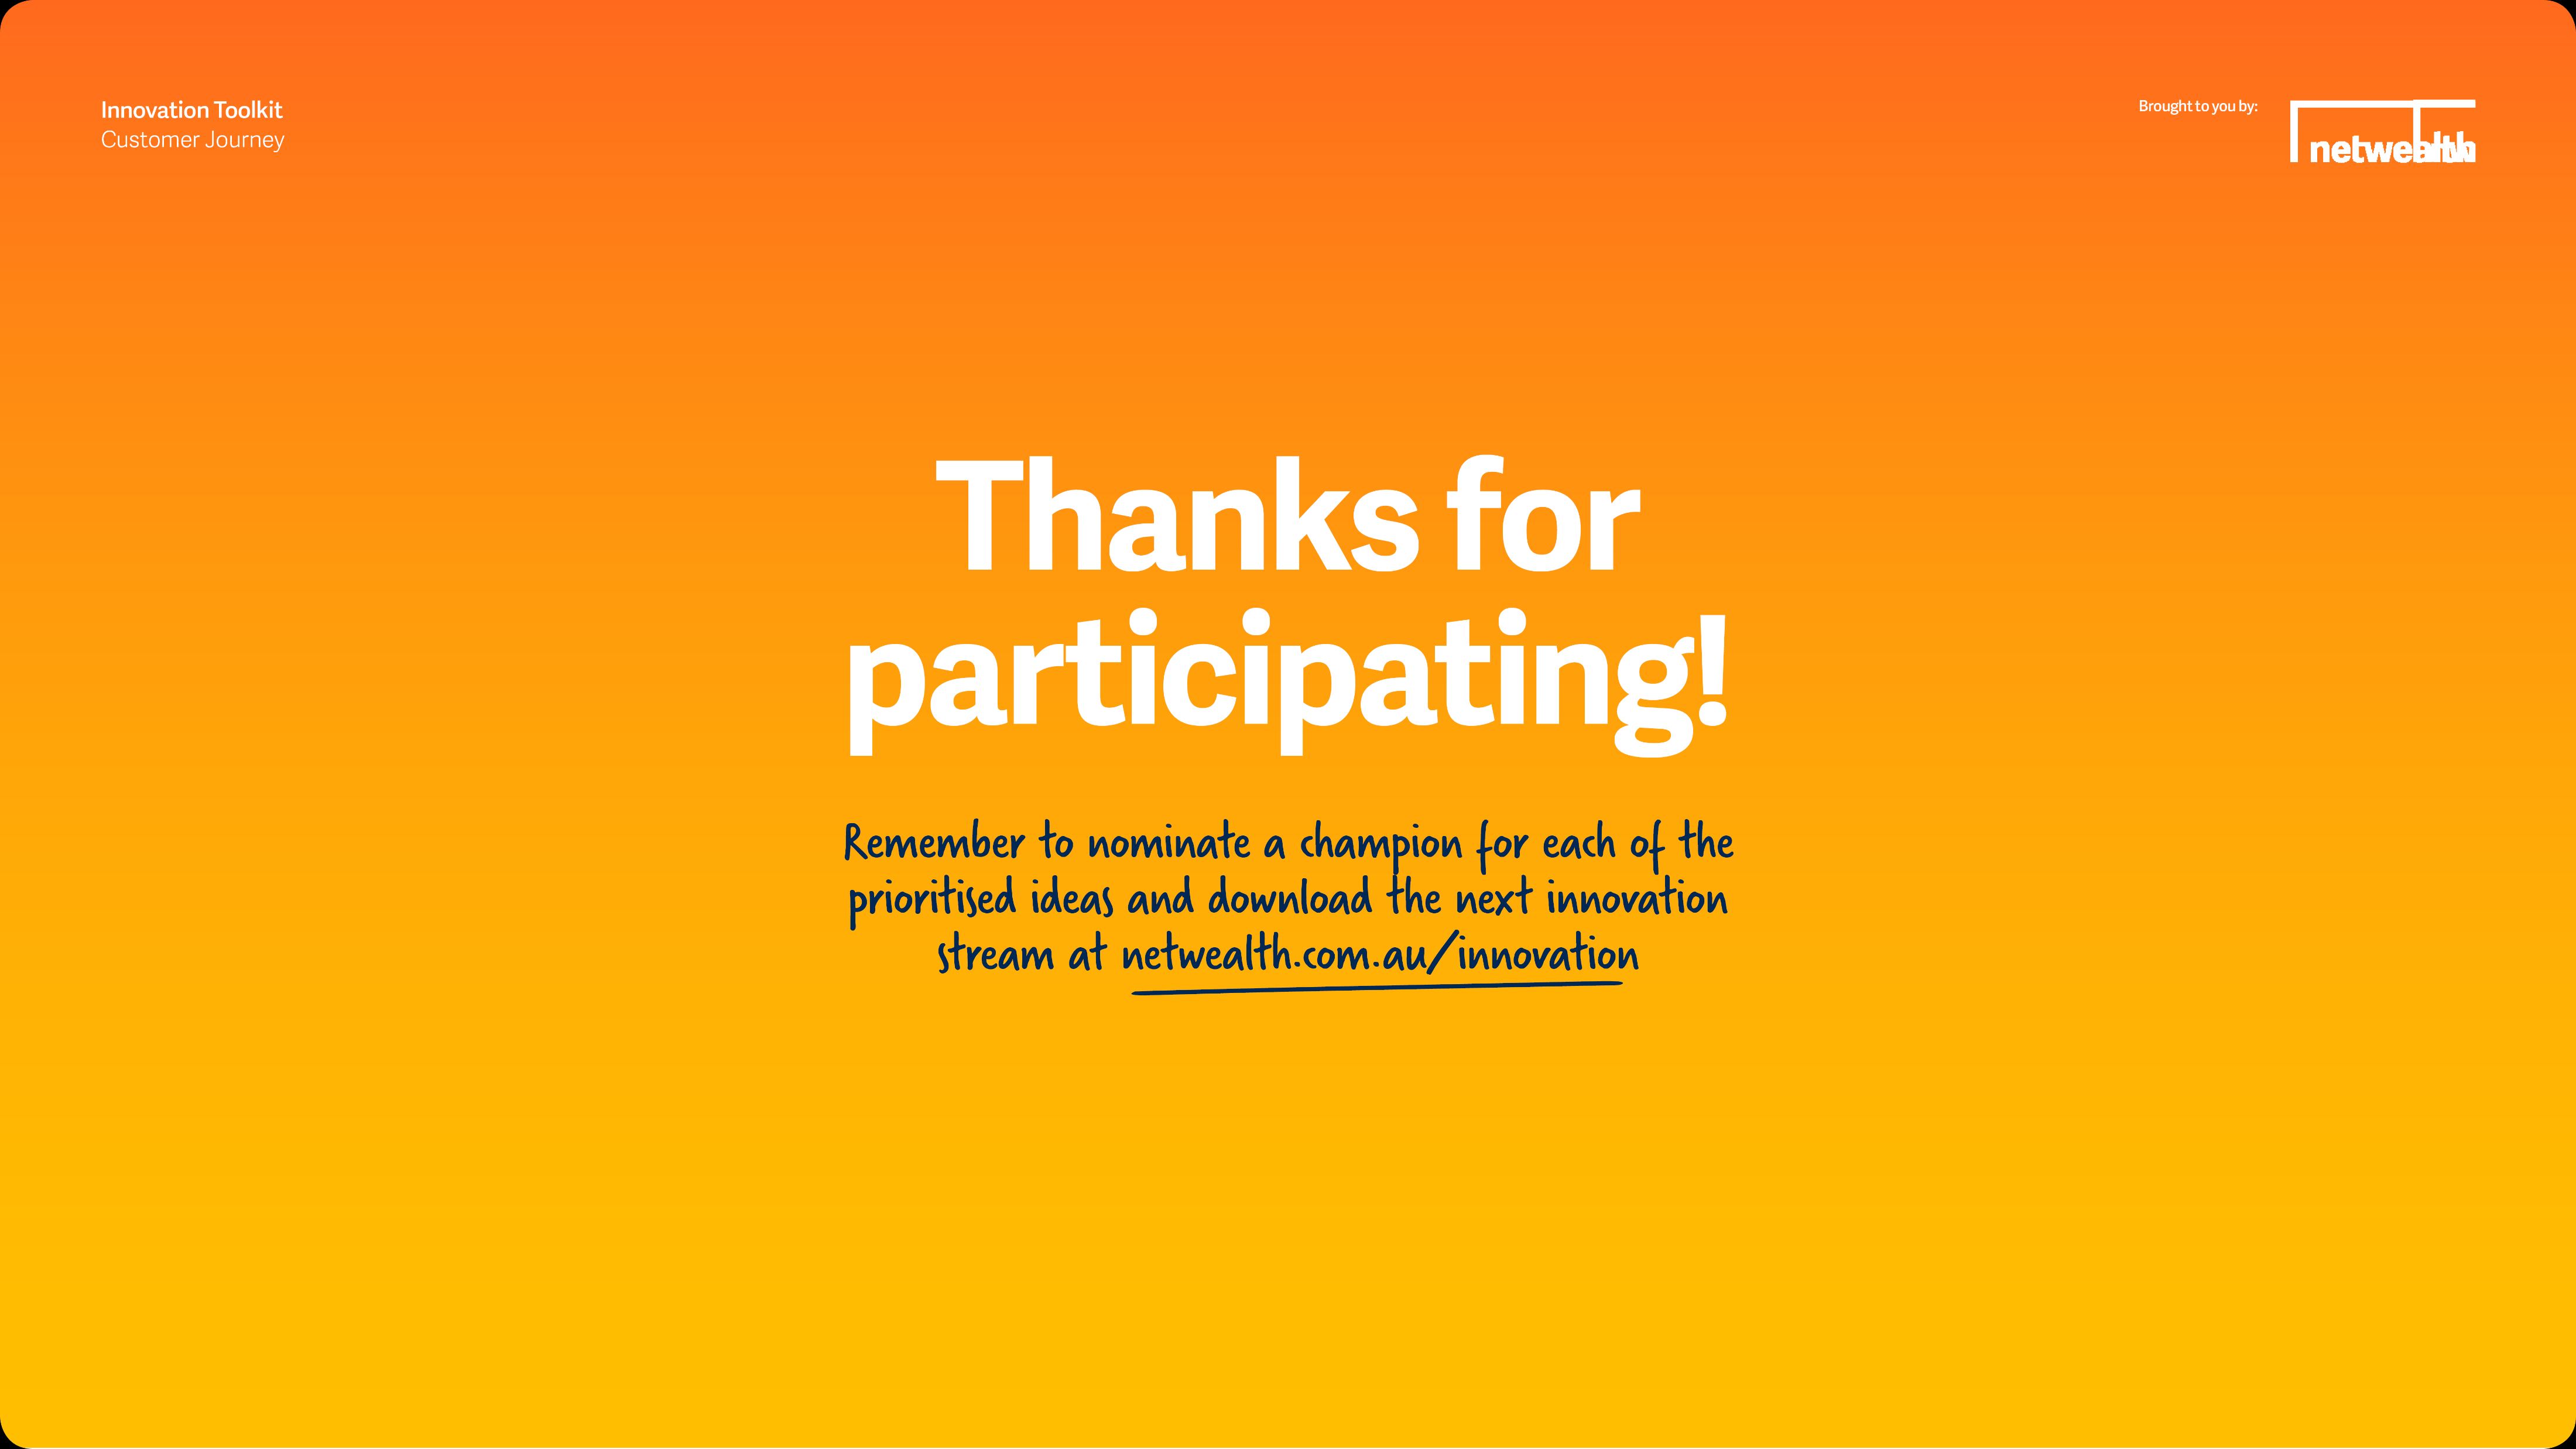 Innovation Toolkit
Customer Journey
Brought to you by:
netwealth
Thanks for
participating!
Remember to nominate a champion for each of the
prioritised ideas and download the next innovation
stream at netwealth.com.au/innovation